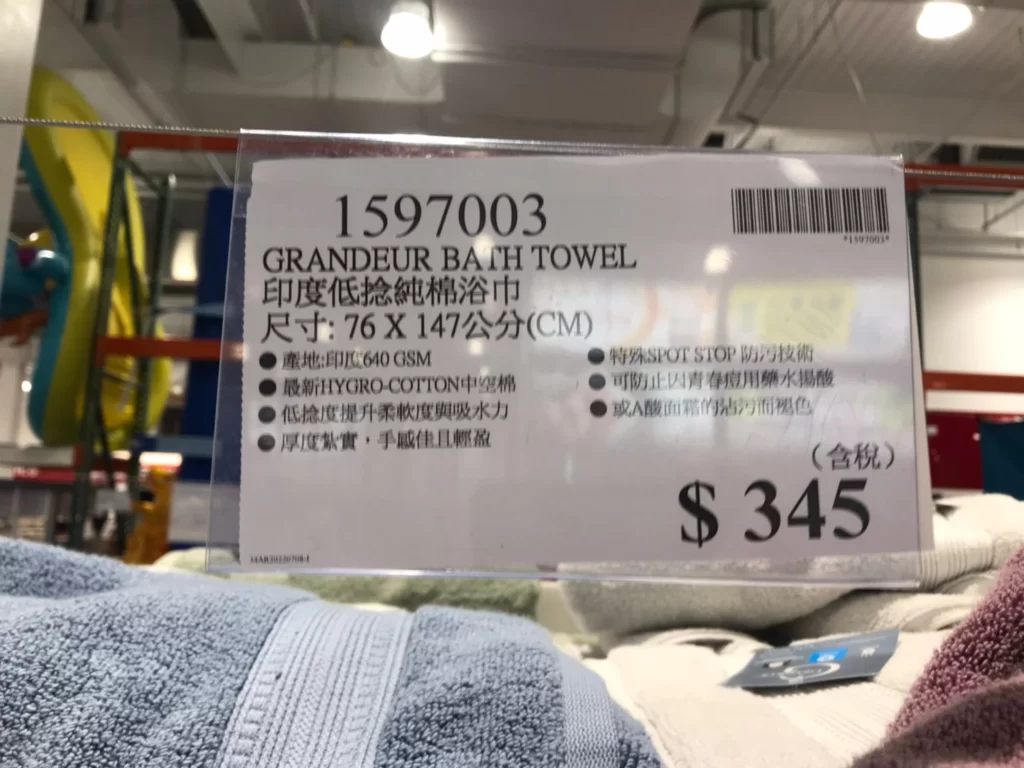 1597003
*1597003*
GRANDEUR BATH TOWEL
印度低捻純棉浴巾
尺寸: 76 X 147公分(CM)
● 產地:印度640 GSM
● 最新HYGRO-COTTON中空棉
● 低捻度提升柔軟度與吸水力
● 厚度紮實，手感佳且輕盈
● 特殊SPOT STOP 防污技術
● 可防止因青春痘用藥水楊酸
● 或A酸面霜的沾污而褪色
(含稅)
$ 345